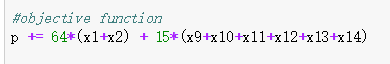 #objective function
p += 64*(x1+x2) + 15*(x9+x10+x11+x12+x13+x14)